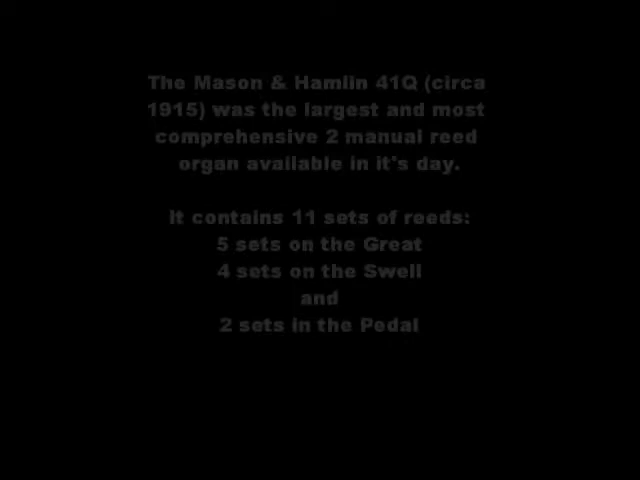 The Mason & Hamlin 41Q (circa
1915) was the largest and most
comprehensive 2 manual reed
organ available in it's day.
It contains 11 sets of reeds:
5 sets on the Great
4 sets on the Swell
and
2 sets in the Pedal